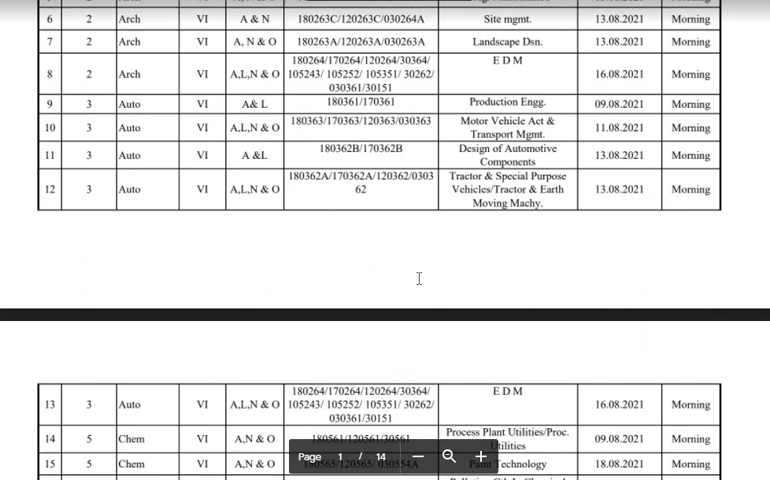 6 2 Arch VI A & N 180263C/120263C/030264A Site mgmt. 13.08.2021 Morning
7 2 Arch VI A, N & O 180263A/120263A/030263A Landscape Dsn. 13.08.2021 Morning
8 2 Arch VI A,L,N & O 180264/170264/120264/30364/ E D M 16.08.2021 Morning
105243/ 105252/ 105351/ 30262/
030361/30151
9 3 Auto VI A& L 180361/170361 Production Engg. 09.08.2021 Morning
10 3 Auto VI A,L,N & O 180363/170363/120363/030363 Motor Vehicle Act & 11.08.2021 Morning
Transport Mgmt.
11 3 Auto VI A &L 180362B/170362B Design of Automotive 13.08.2021 Morning
Components
12 3 Auto VI A,L,N & O 180362A/170362A/120362/0303 Tractor & Special Purpose 13.08.2021 Morning
62 Vehicles/Tractor & Earth
Moving Machy.
13 3 Auto VI A,L,N & O 180264/170264/120264/30364/ E D M 16.08.2021 Morning
105243/ 105252/ 105351/ 30262/
030361/30151
14 5 Chem VI A,N & O 180561/120561/30561 Process Plant Utilities/Proc. 09.08.2021 Morning
Utilities
15 5 Chem VI A,N & O 180565/120565/ 030554A Paint Technology 18.08.2021 Morning
Page 1 / 14